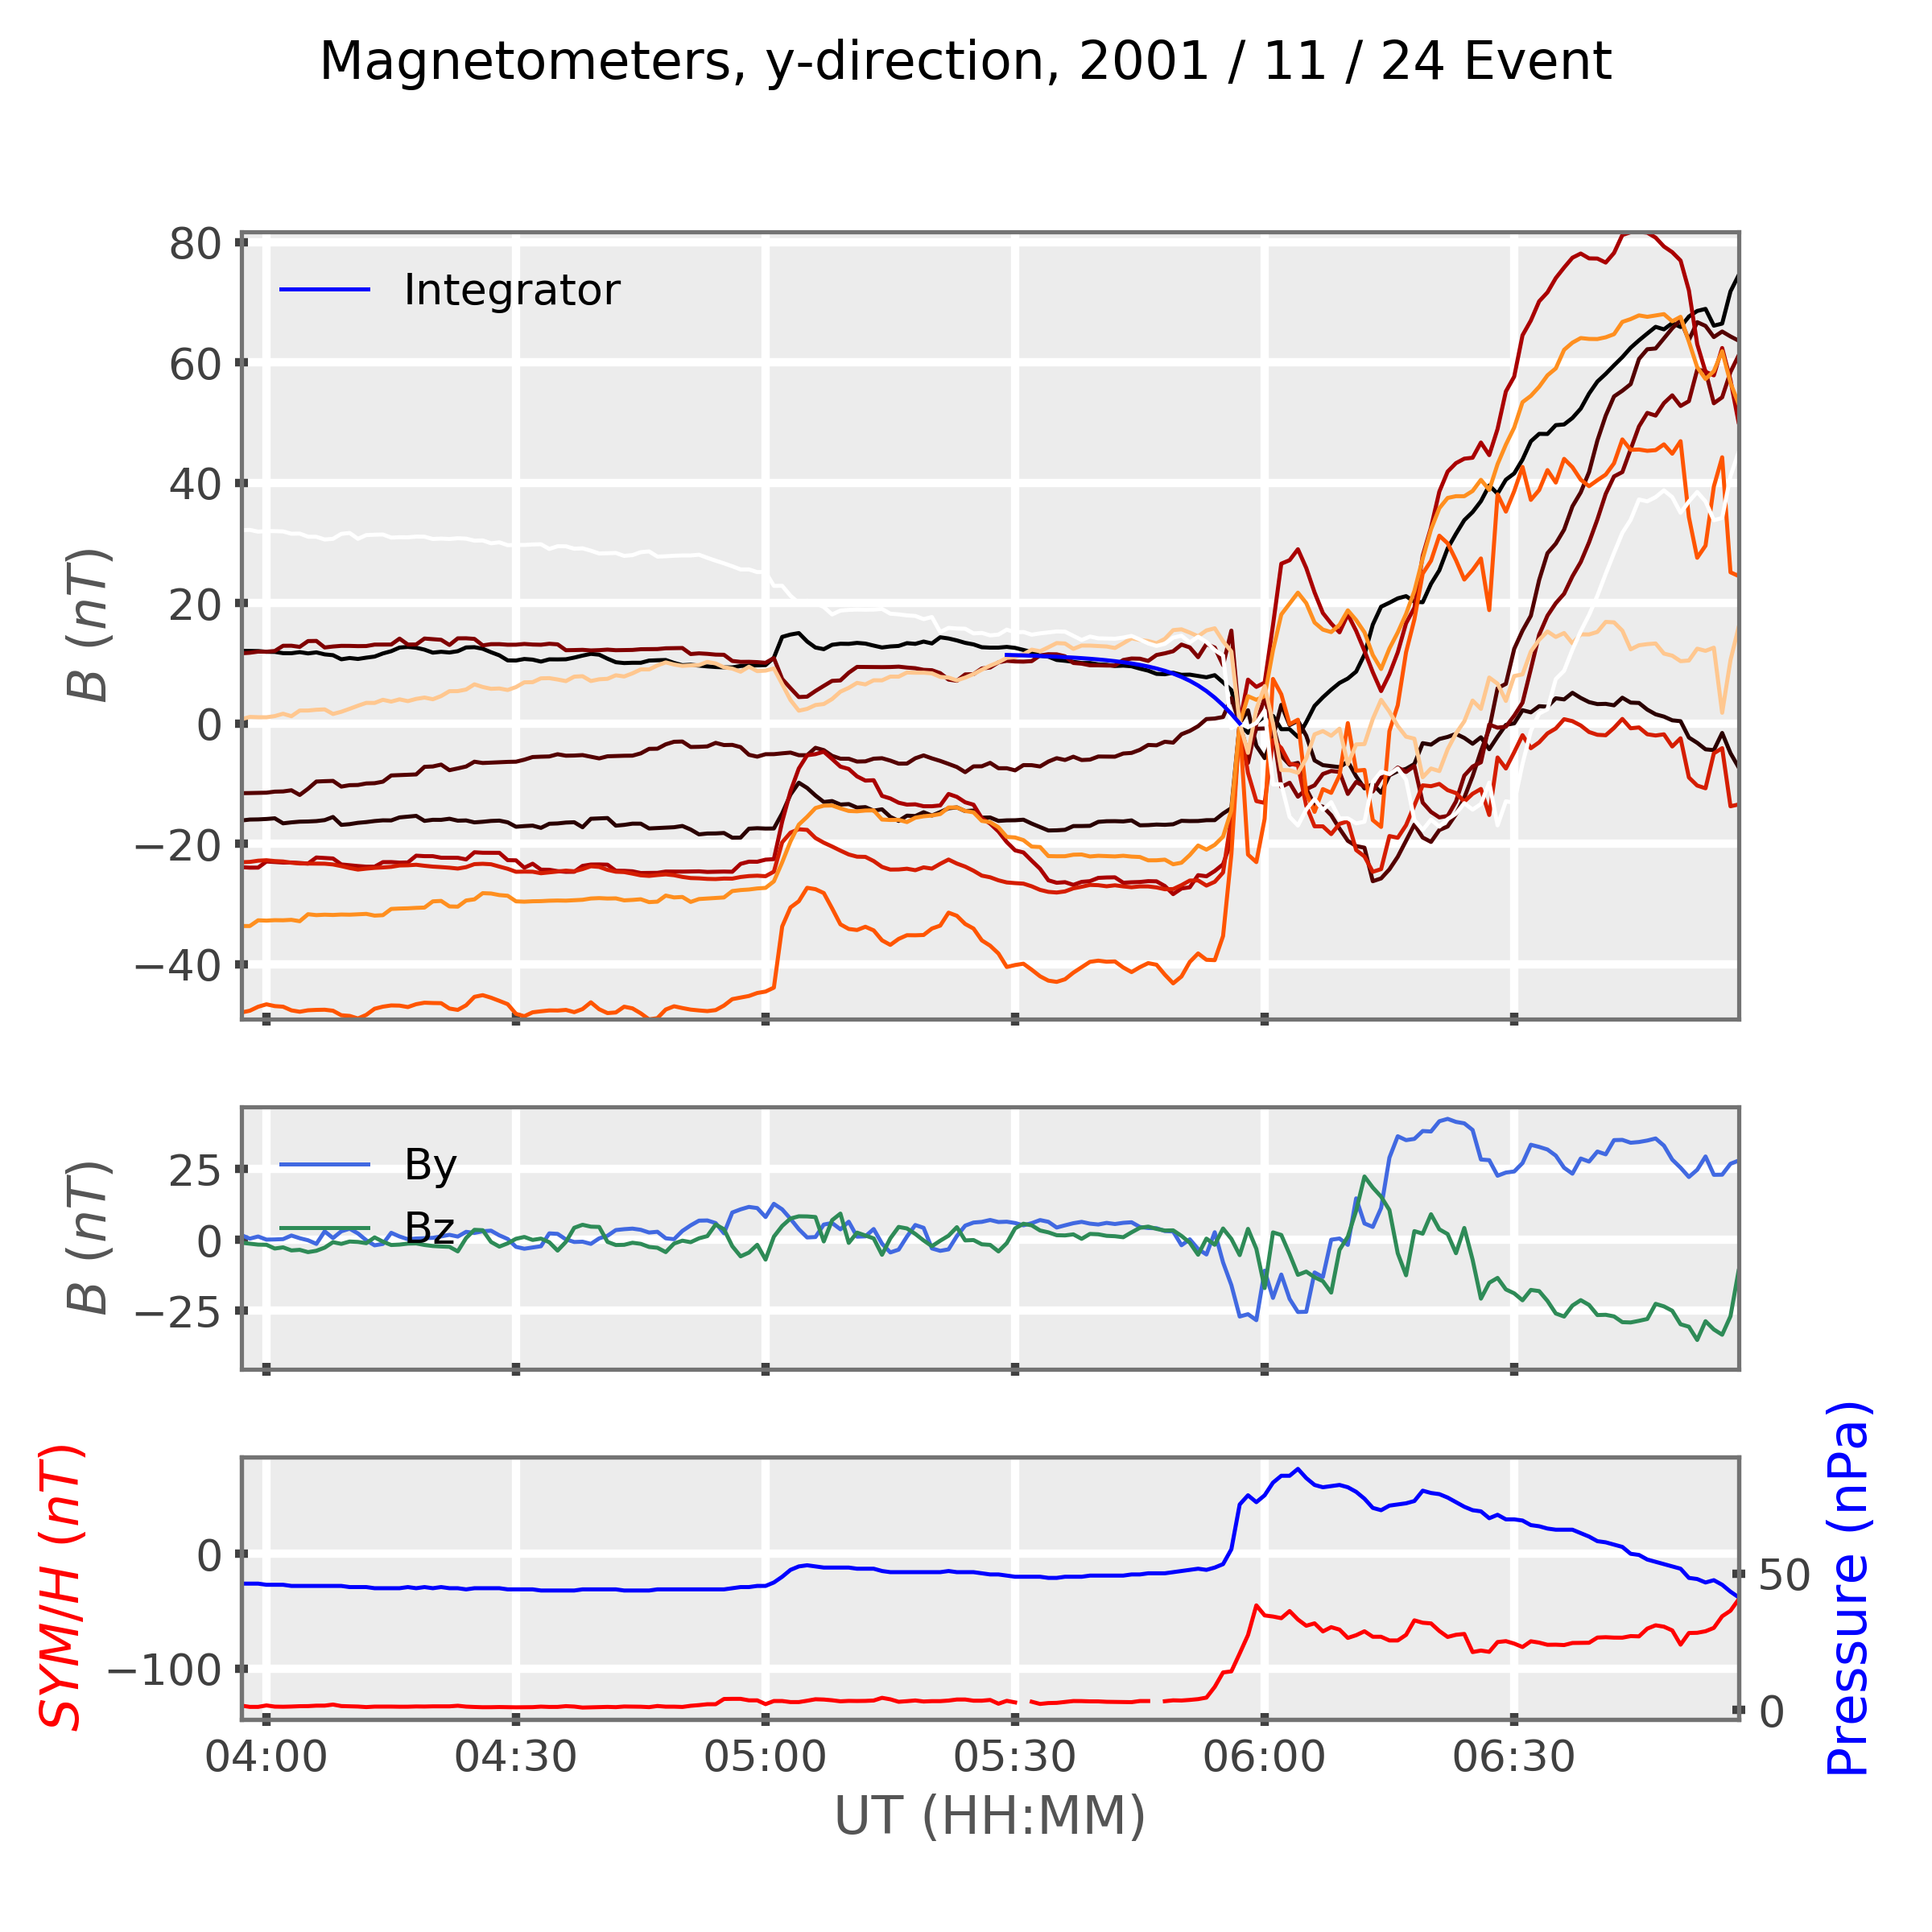 Magnetometers, y-direction, 2001 / 11 / 24 Event
80
60
40
20
0
−20
−40
B (nT)
Integrator
25
0
−25
B (nT)
By
Bz
0
−100
SYM/H (nT)
50
0
Pressure (nPa)
04:00 04:30 05:00 05:30 06:00 06:30
UT (HH:MM)